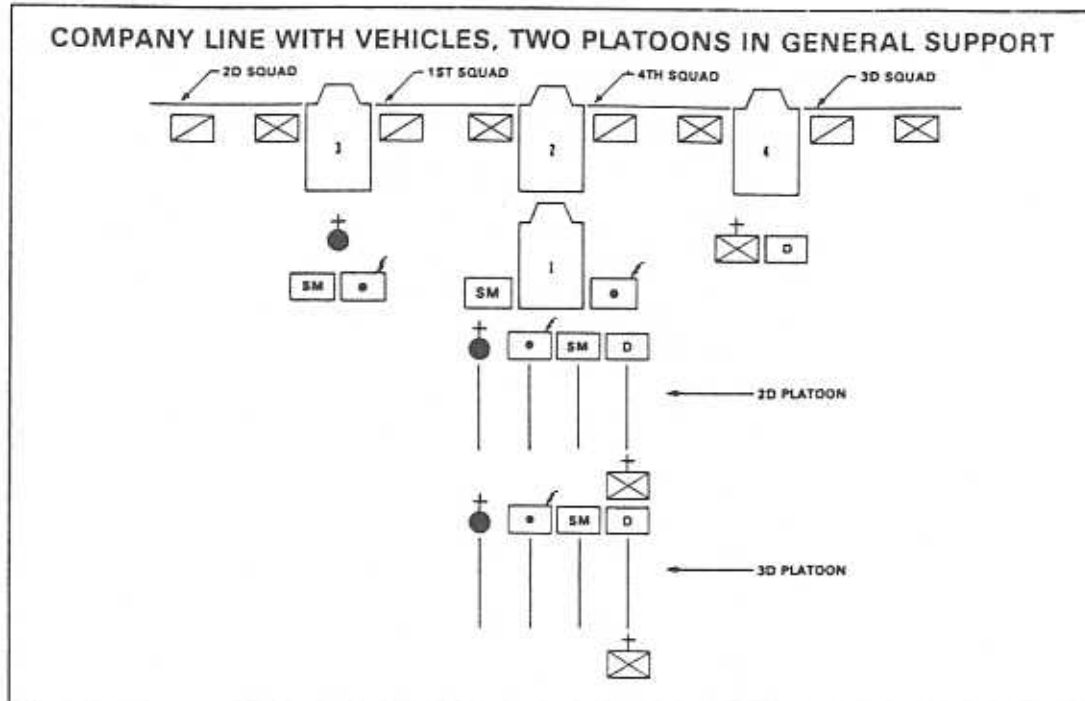 COMPANY LINE WITH VEHICLES, TWO PLATOONS IN GENERAL SUPPORT
2D SQUAD 1ST SQUAD 4TH SQUAD 3D SQUAD
3 2 4
D
1
SM SM
SM D
2D PLATOON
SM D
3D PLATOON